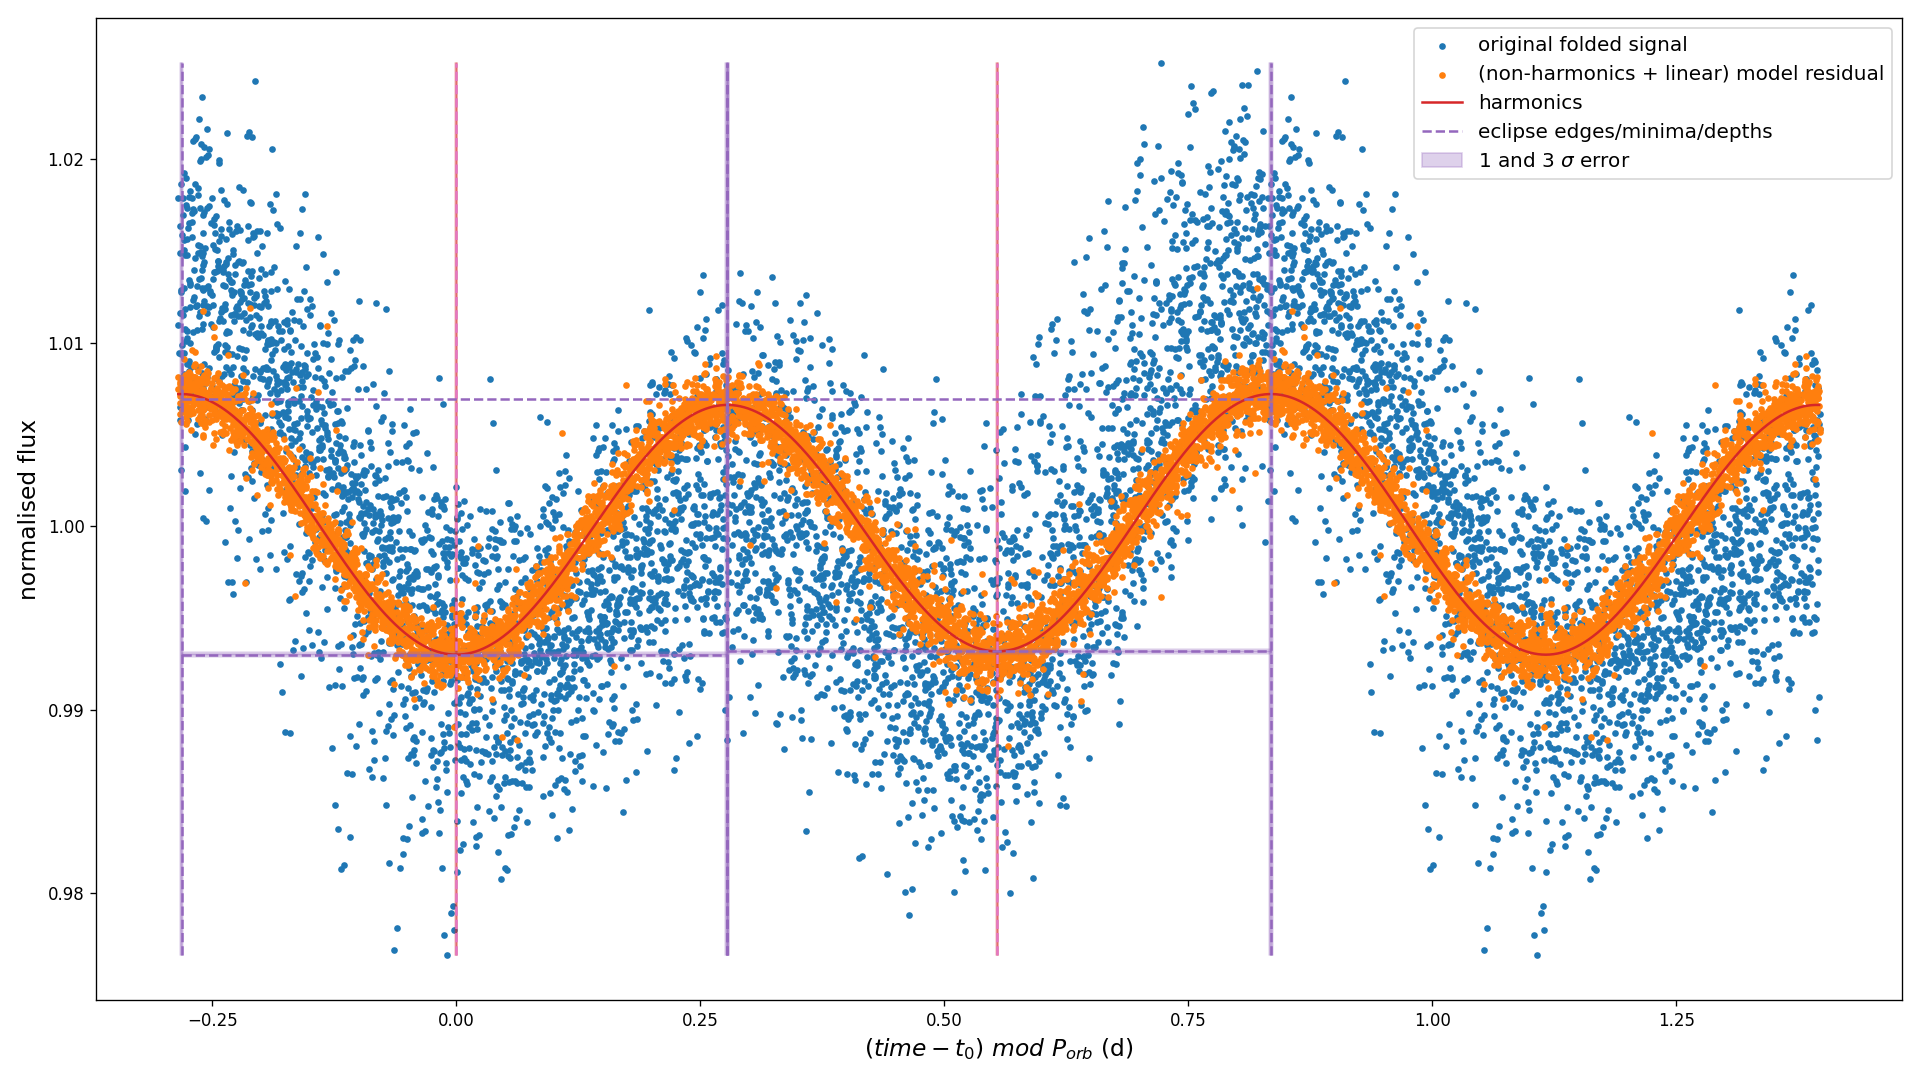 original folded signal
(non-harmonics + linear) model residual
harmonics
eclipse edges/minima/depths
1 and 3 σ error
normalised flux
1.02
1.01
1.00
0.99
0.98
−0.25 0.00 0.25 0.50 0.75 1.00 1.25
(time − t₀) mod Pₒᵣb (d)